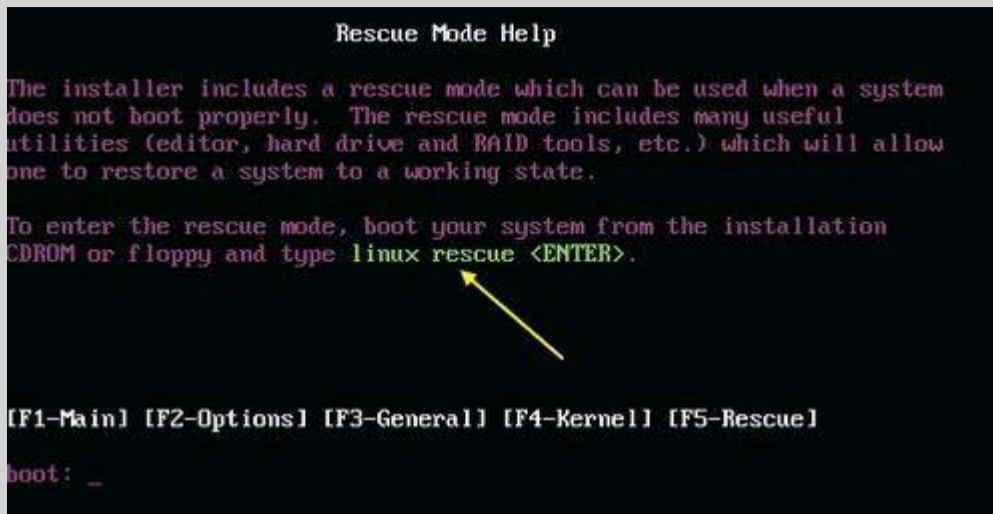 Rescue Mode Help
The installer includes a rescue mode which can be used when a system
does not boot properly. The rescue mode includes many useful
utilities (editor, hard drive and RAID tools, etc.) which will allow
one to restore a system to a working state.
To enter the rescue mode, boot your system from the installation
CDROM or floppy and type linux rescue <ENTER>.
[F1-Main] [F2-Options] [F3-General] [F4-Kernel] [F5-Rescue]
boot: _